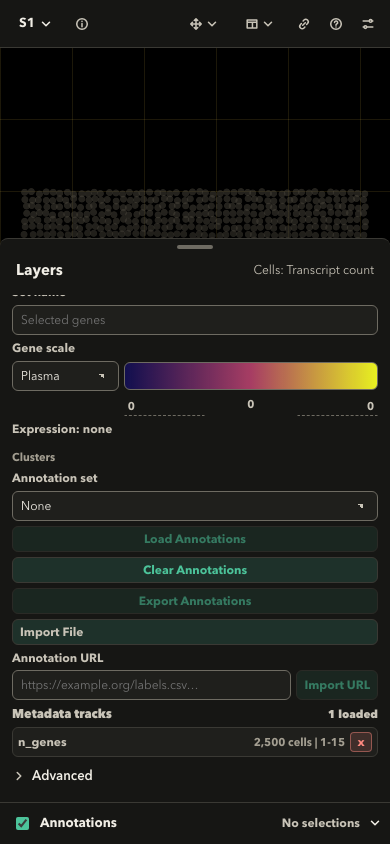 S1
Layers
Cells: Transcript count
Selected genes
Gene scale
Plasma
0 0 0
Expression: none
Clusters
Annotation set
None
Load Annotations
Clear Annotations
Export Annotations
Import File
Annotation URL
https://example.org/labels.csv...
Import URL
Metadata tracks
1 loaded
n_genes
2,500 cells | 1-15
x
Advanced
Annotations
No selections